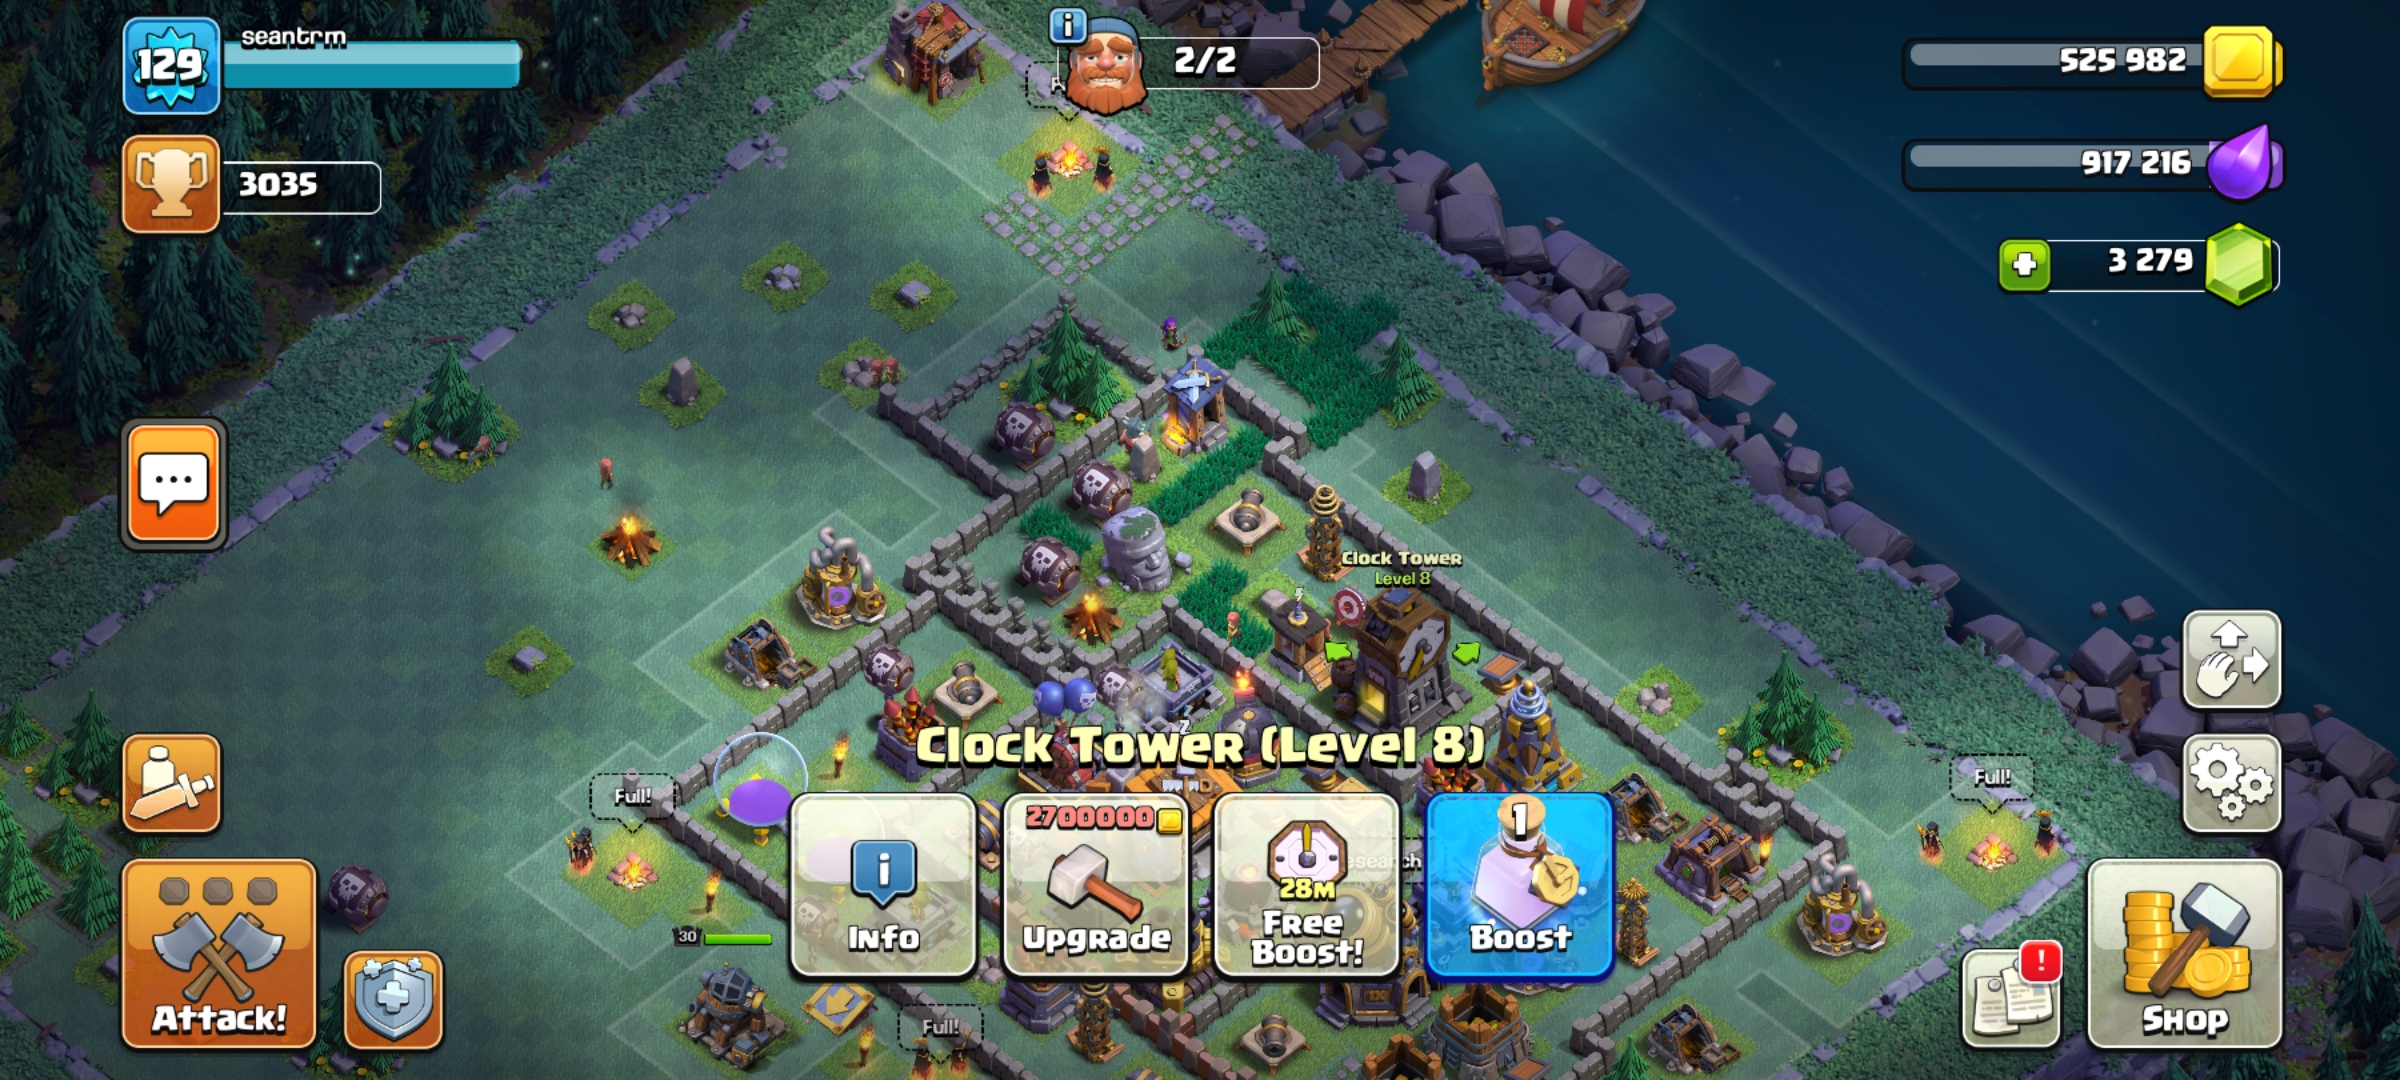 129
seantrm
2/2
525 982
3035
917 216
3 279
Clock Tower
Level 8
Clock Tower (Level 8)
Full!
Full!
2700000
1
28M
Info
Upgrade
Free
Boost!
Boost
30
Attack!
Full!
!
Shop